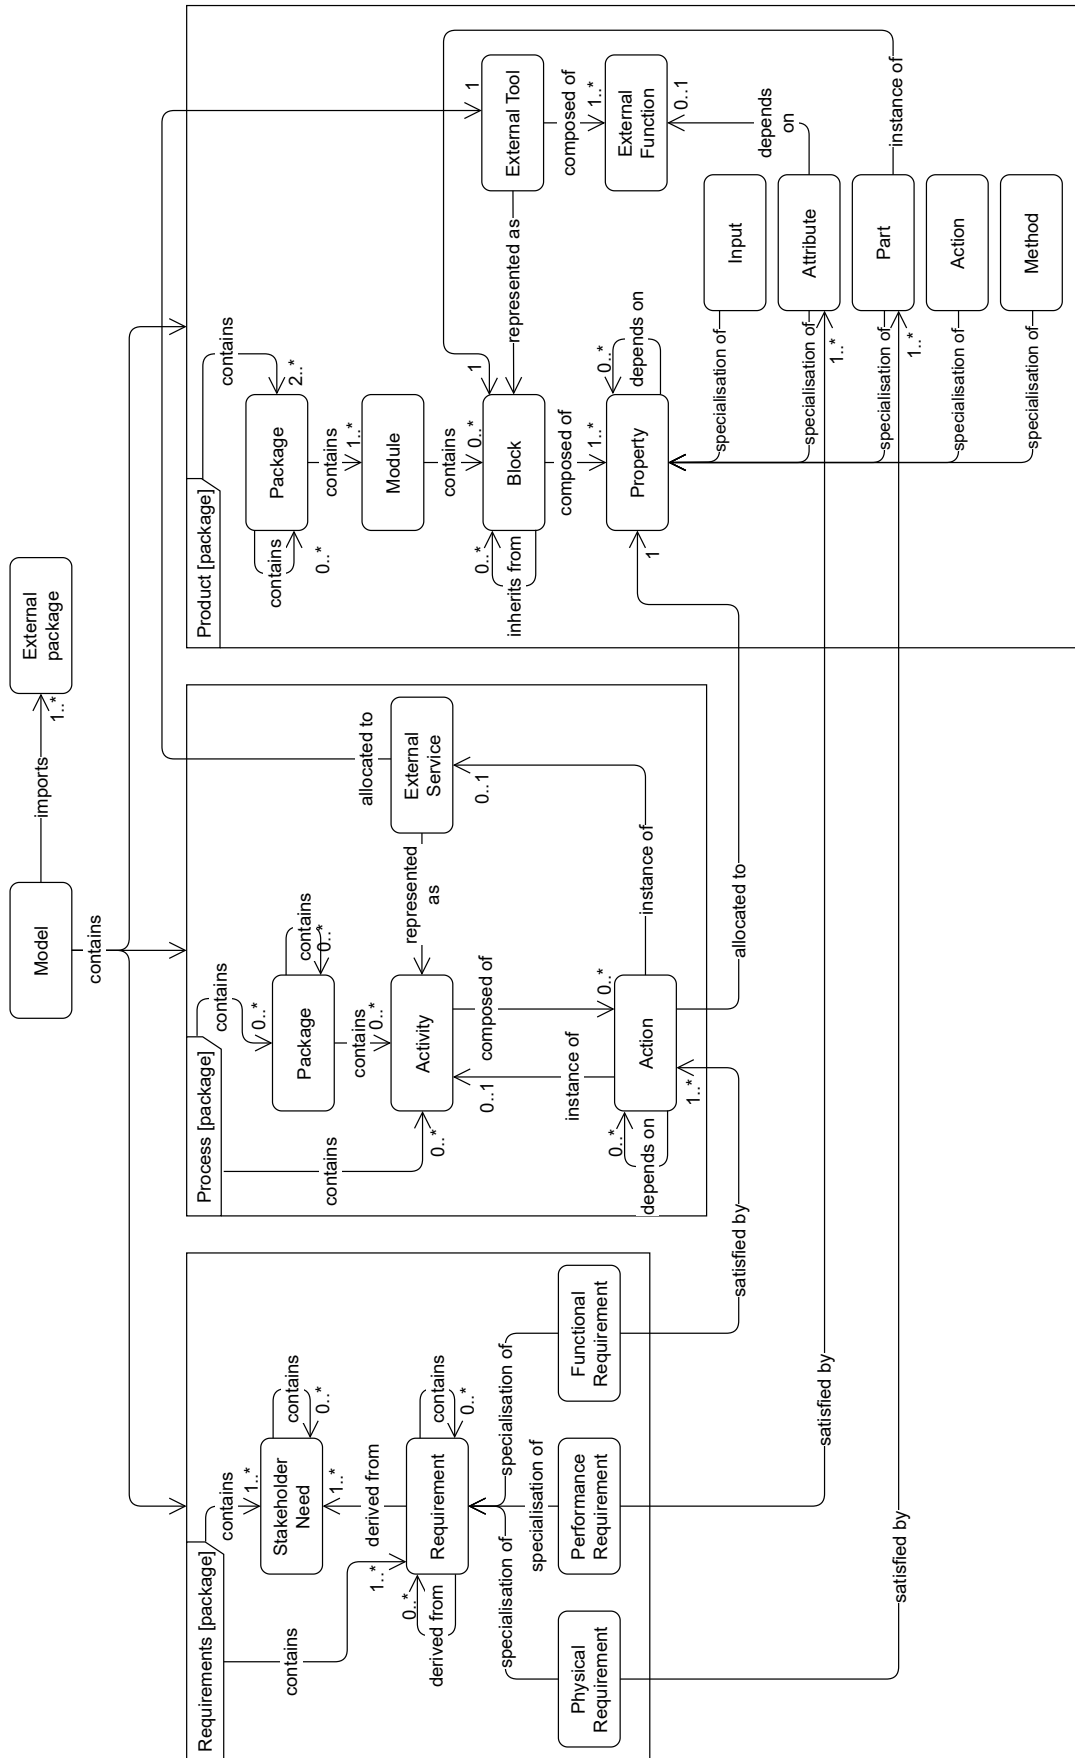 Model
imports
1..*
External
package
contains
Requirements [package]
contains
1..*
Stakeholder
Need
contains
0..*
contains
1..*
derived from
1..*
Requirement
contains
0..*
0..*
derived from
specialisation of
specialisation of
specialisation of
Physical
Requirement
Performance
Requirement
Functional
Requirement
satisfied by
satisfied by
satisfied by
Process [package]
contains
0..*
Package
contains
0..*
contains
0..*
contains
0..*
Activity
represented
as
External
Service
allocated to
0..1
instance of
composed of
0..*
instance of
0..1
Action
0..*
depends on
1..*
allocated to
Product [package]
contains
2..*
Package
contains
0..*
contains
1..*
Module
contains
0..*
1
Block
0..*
inherits from
represented as
External Tool
1
composed of
1..*
External
Function
0..1
composed of
1..*
Property
0..*
depends on
1
depends
on
instance of
specialisation of
Input
specialisation of
Attribute
1..*
specialisation of
Part
1..*
specialisation of
Action
specialisation of
Method